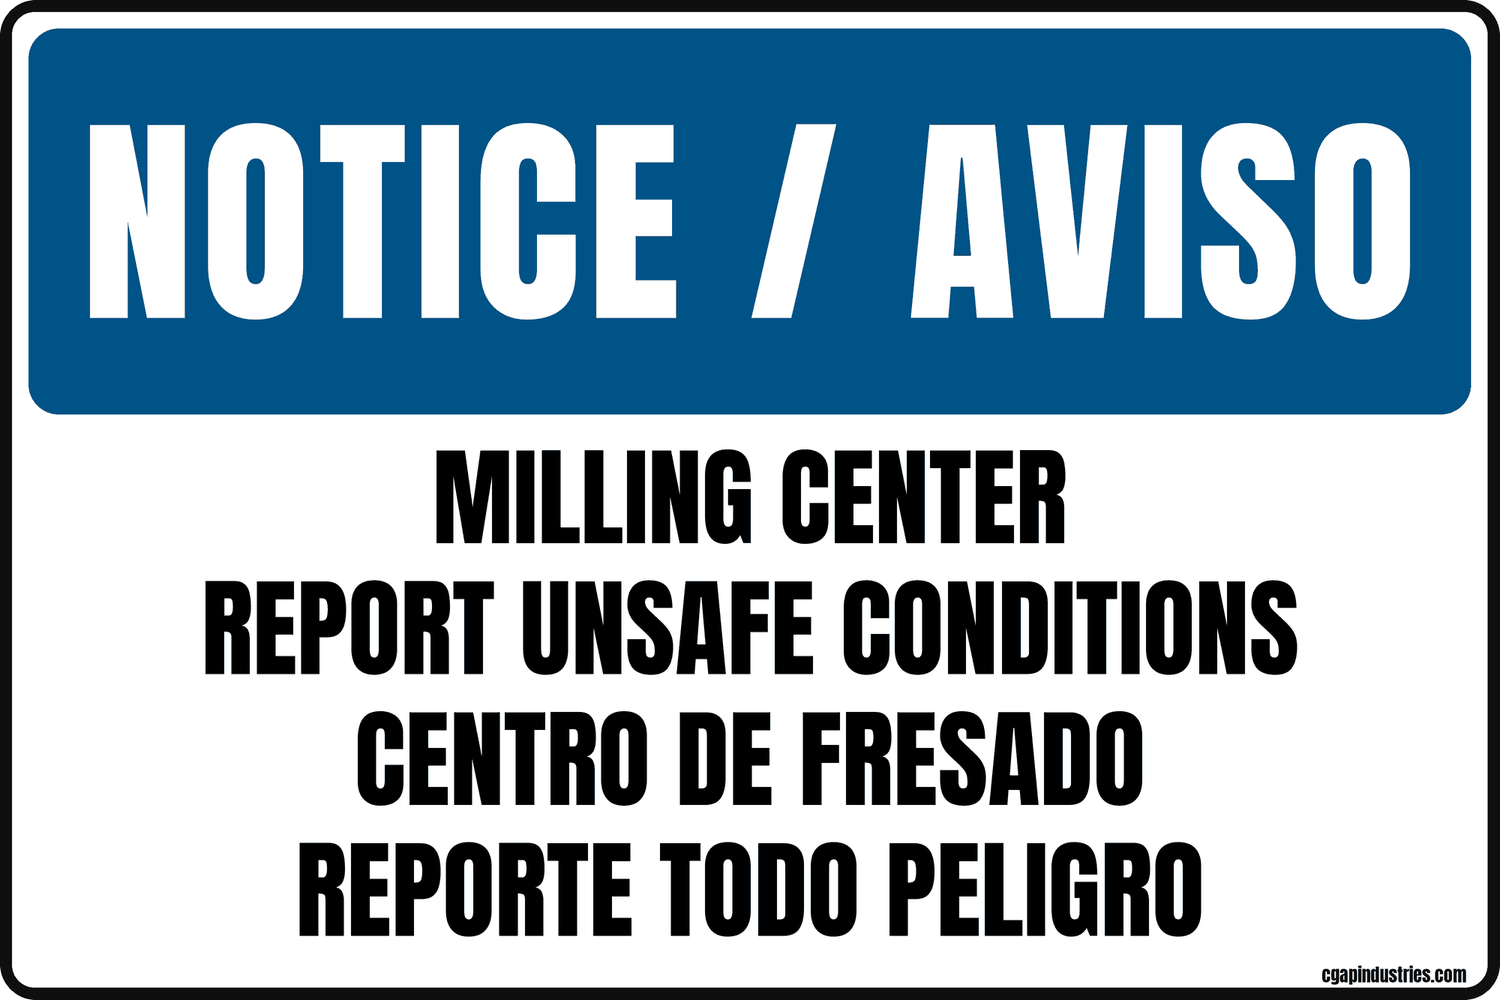 NOTICE / AVISO
MILLING CENTER
REPORT UNSAFE CONDITIONS
CENTRO DE FRESADO
REPORTE TODO PELIGRO
cgapindustries.com